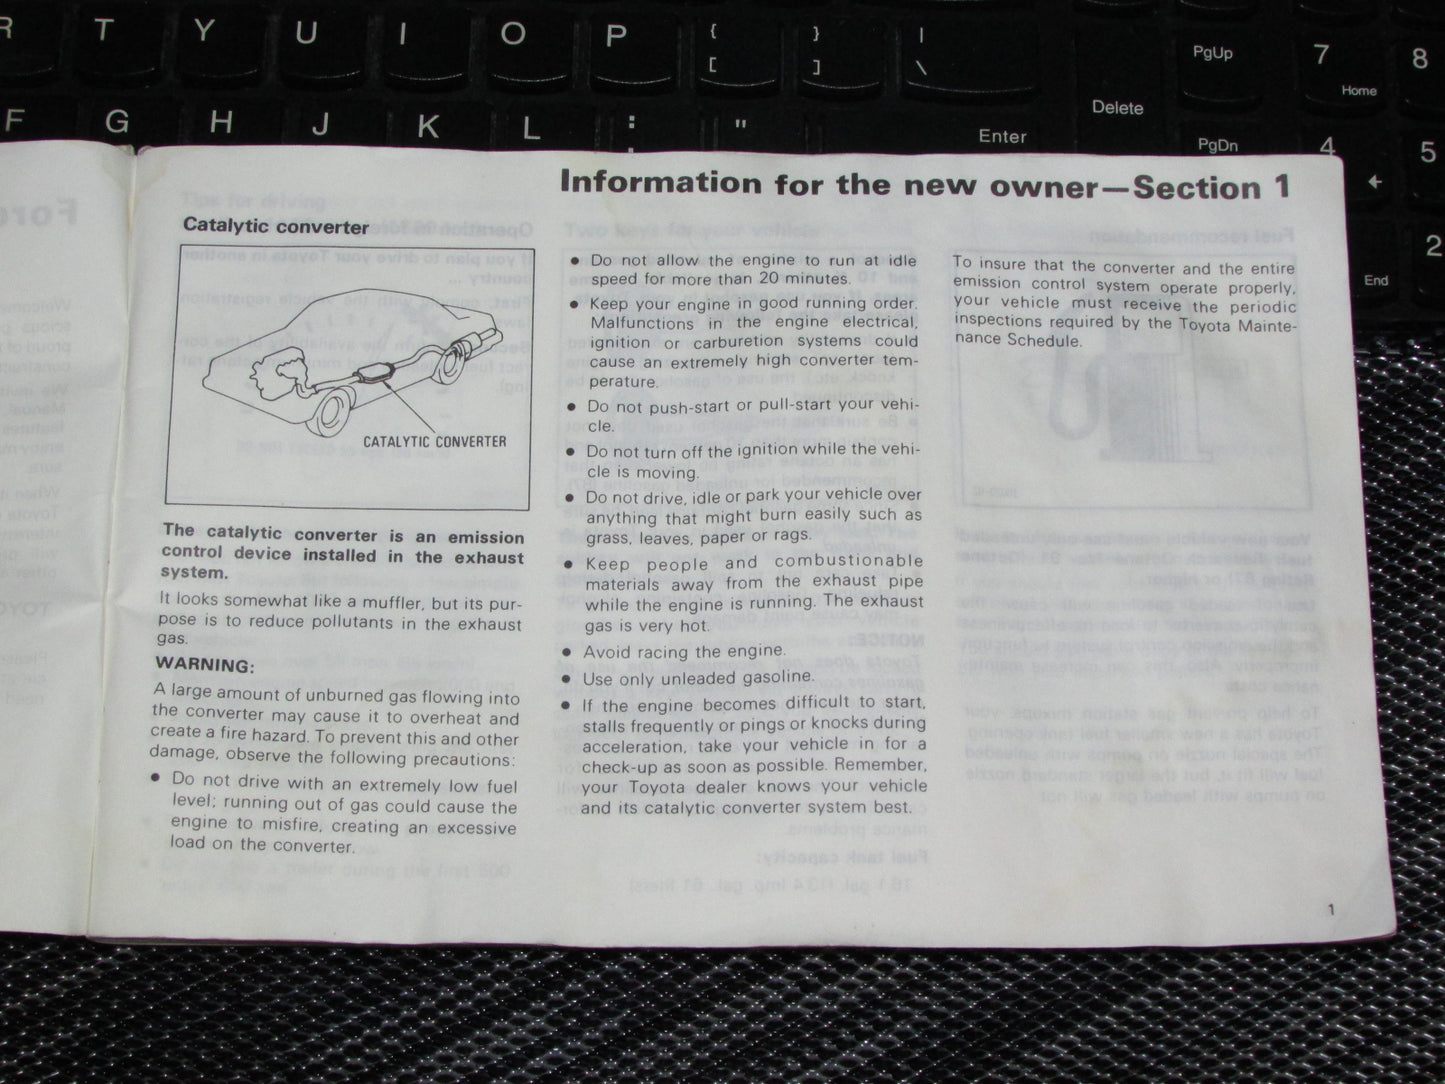 R T Y U I O P { [ } ] | \ PgUp 7 Home 8
F G H J K L : ; " Enter Delete PgDn 4 5
End 2
Information for the new owner—Section 1
Catalytic converter
CATALYTIC CONVERTER
The catalytic converter is an emission
control device installed in the exhaust
system.
It looks somewhat like a muffler, but its pur-
pose is to reduce pollutants in the exhaust
gas.
WARNING:
A large amount of unburned gas flowing into
the converter may cause it to overheat and
create a fire hazard. To prevent this and other
damage, observe the following precautions:
● Do not drive with an extremely low fuel
level; running out of gas could cause the
engine to misfire, creating an excessive
load on the converter.
● Do not allow the engine to run at idle
speed for more than 20 minutes.
● Keep your engine in good running order.
Malfunctions in the engine electrical,
ignition or carburetion systems could
cause an extremely high converter tem-
perature.
● Do not push-start or pull-start your vehi-
cle.
● Do not turn off the ignition while the vehi-
cle is moving.
● Do not drive, idle or park your vehicle over
anything that might burn easily such as
grass, leaves, paper or rags.
● Keep people and combustionable
materials away from the exhaust pipe
while the engine is running. The exhaust
gas is very hot.
● Avoid racing the engine.
● Use only unleaded gasoline.
● If the engine becomes difficult to start,
stalls frequently or pings or knocks during
acceleration, take your vehicle in for a
check-up as soon as possible. Remember,
your Toyota dealer knows your vehicle
and its catalytic converter system best.
To insure that the converter and the entire
emission control system operate properly,
your vehicle must receive the periodic
inspections required by the Toyota Mainte-
nance Schedule.
1